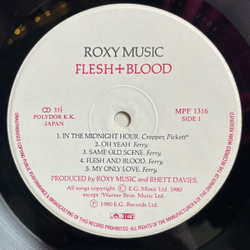 ROXY MUSIC
FLESH+BLOOD
33⅓
POLYDOR K.K.
JAPAN
MPF 1316
SIDE 1
1. IN THE MIDNIGHT HOUR. Cropper, Pickett*
2. OH YEAH. Ferry.
3. SAME OLD SCENE. Ferry.
4. FLESH AND BLOOD. Ferry.
5. MY ONLY LOVE. Ferry.
PRODUCED by ROXY MUSIC and RHETT DAVIES.
All songs copyright © E.G. Music Ltd. 1980
except *Warner Bros. Music Ltd.
℗ 1980 E.G. Records Ltd.